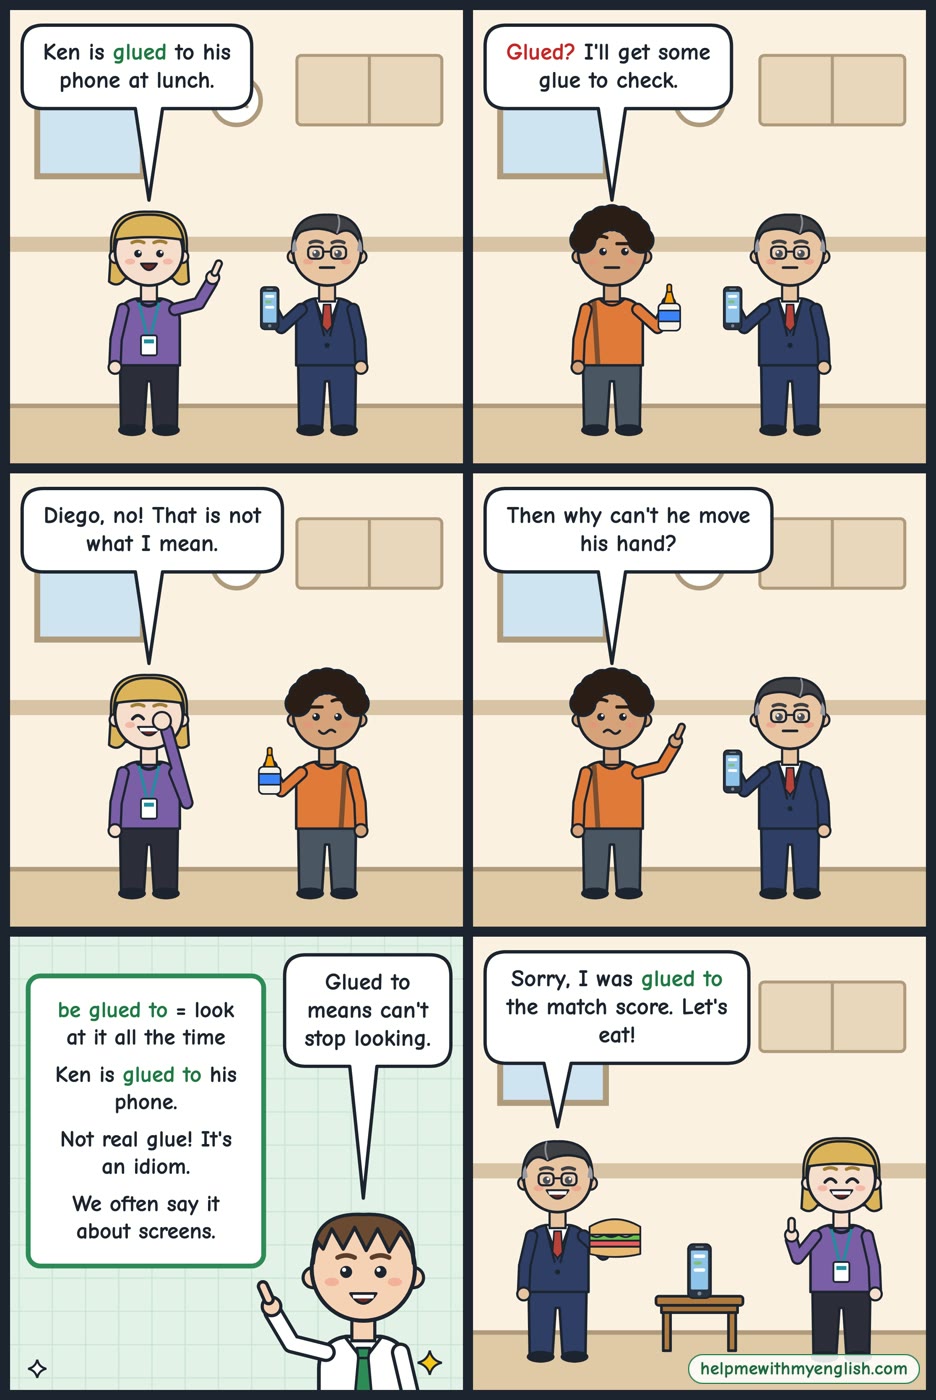 Ken is glued to his
phone at lunch.
Glued? I'll get some
glue to check.
Diego, no! That is not
what I mean.
Then why can't he move
his hand?
be glued to = look
at it all the time
Ken is glued to his
phone.
Not real glue! It's
an idiom.
We often say it
about screens.
Glued to
means can't
stop looking.
Sorry, I was glued to
the match score. Let's
eat!
helpmewithmyenglish.com